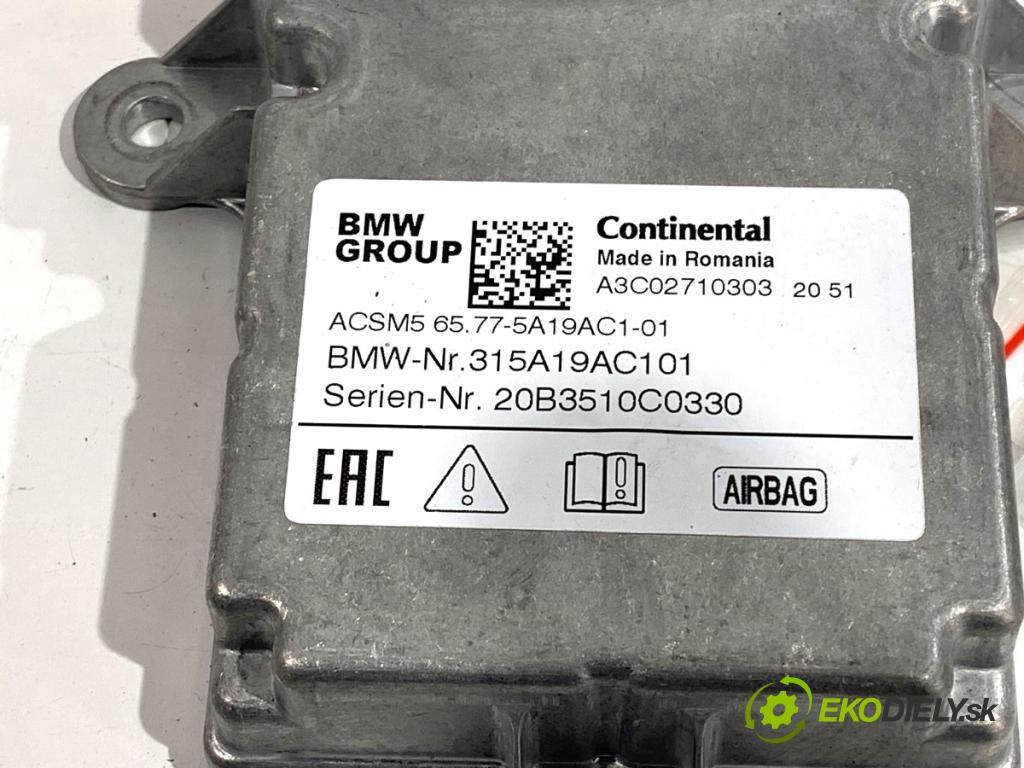 BMW
GROUP
Continental
Made in Romania
A3C02710303 20 51
ACSM5 65.77-5A19AC1-01
BMW-Nr.315A19AC101
Serien-Nr. 20B3510C0330
EAC
AIRBAG
EKODIELY.sk